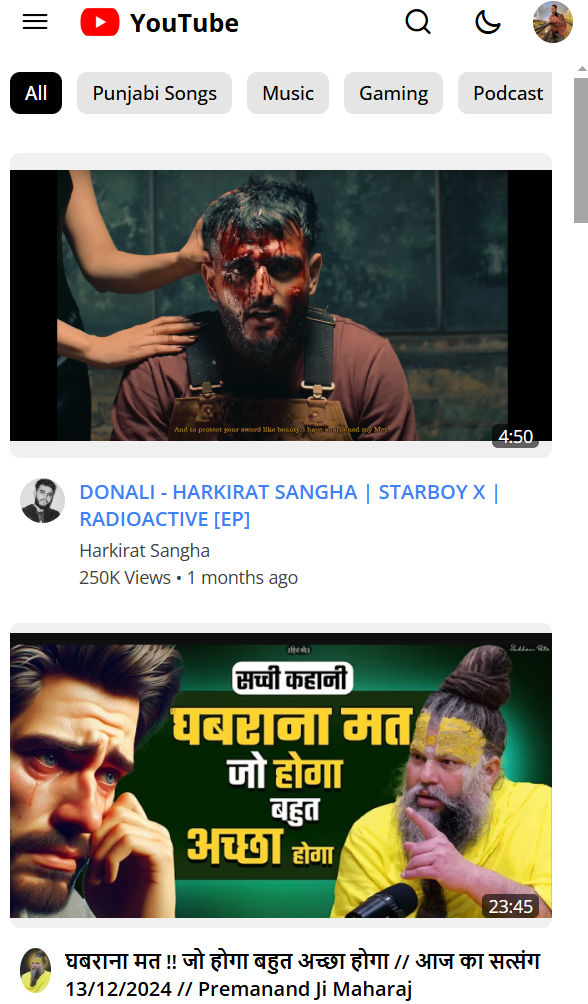 YouTube
All
Punjabi Songs
Music
Gaming
Podcast
And to protect your sword like beauty, I have sharpened my Met
4:50
DONALI - HARKIRAT SANGHA | STARBOY X |
RADIOACTIVE [EP]
Harkirat Sangha
250K Views • 1 months ago
सच्ची कहानी
घबराना मत
जो होगा
बहुत
अच्छा होगा
23:45
घबराना मत !! जो होगा बहुत अच्छा होगा // आज का सत्संग
13/12/2024 // Premanand Ji Maharaj